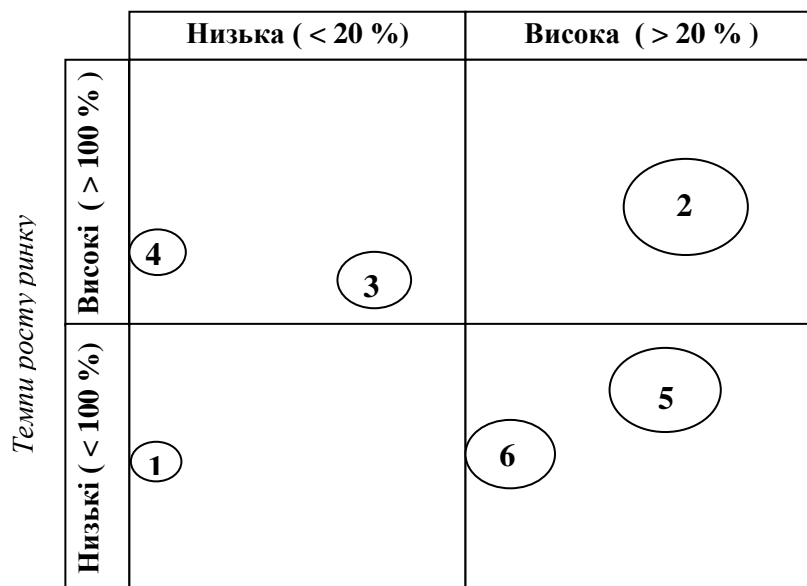 Низька ( < 20 %)
Висока ( > 20 % )
Темпи росту ринку
Високі ( > 100 % )
2
4
3
Низькі ( < 100 %)
5
6
1